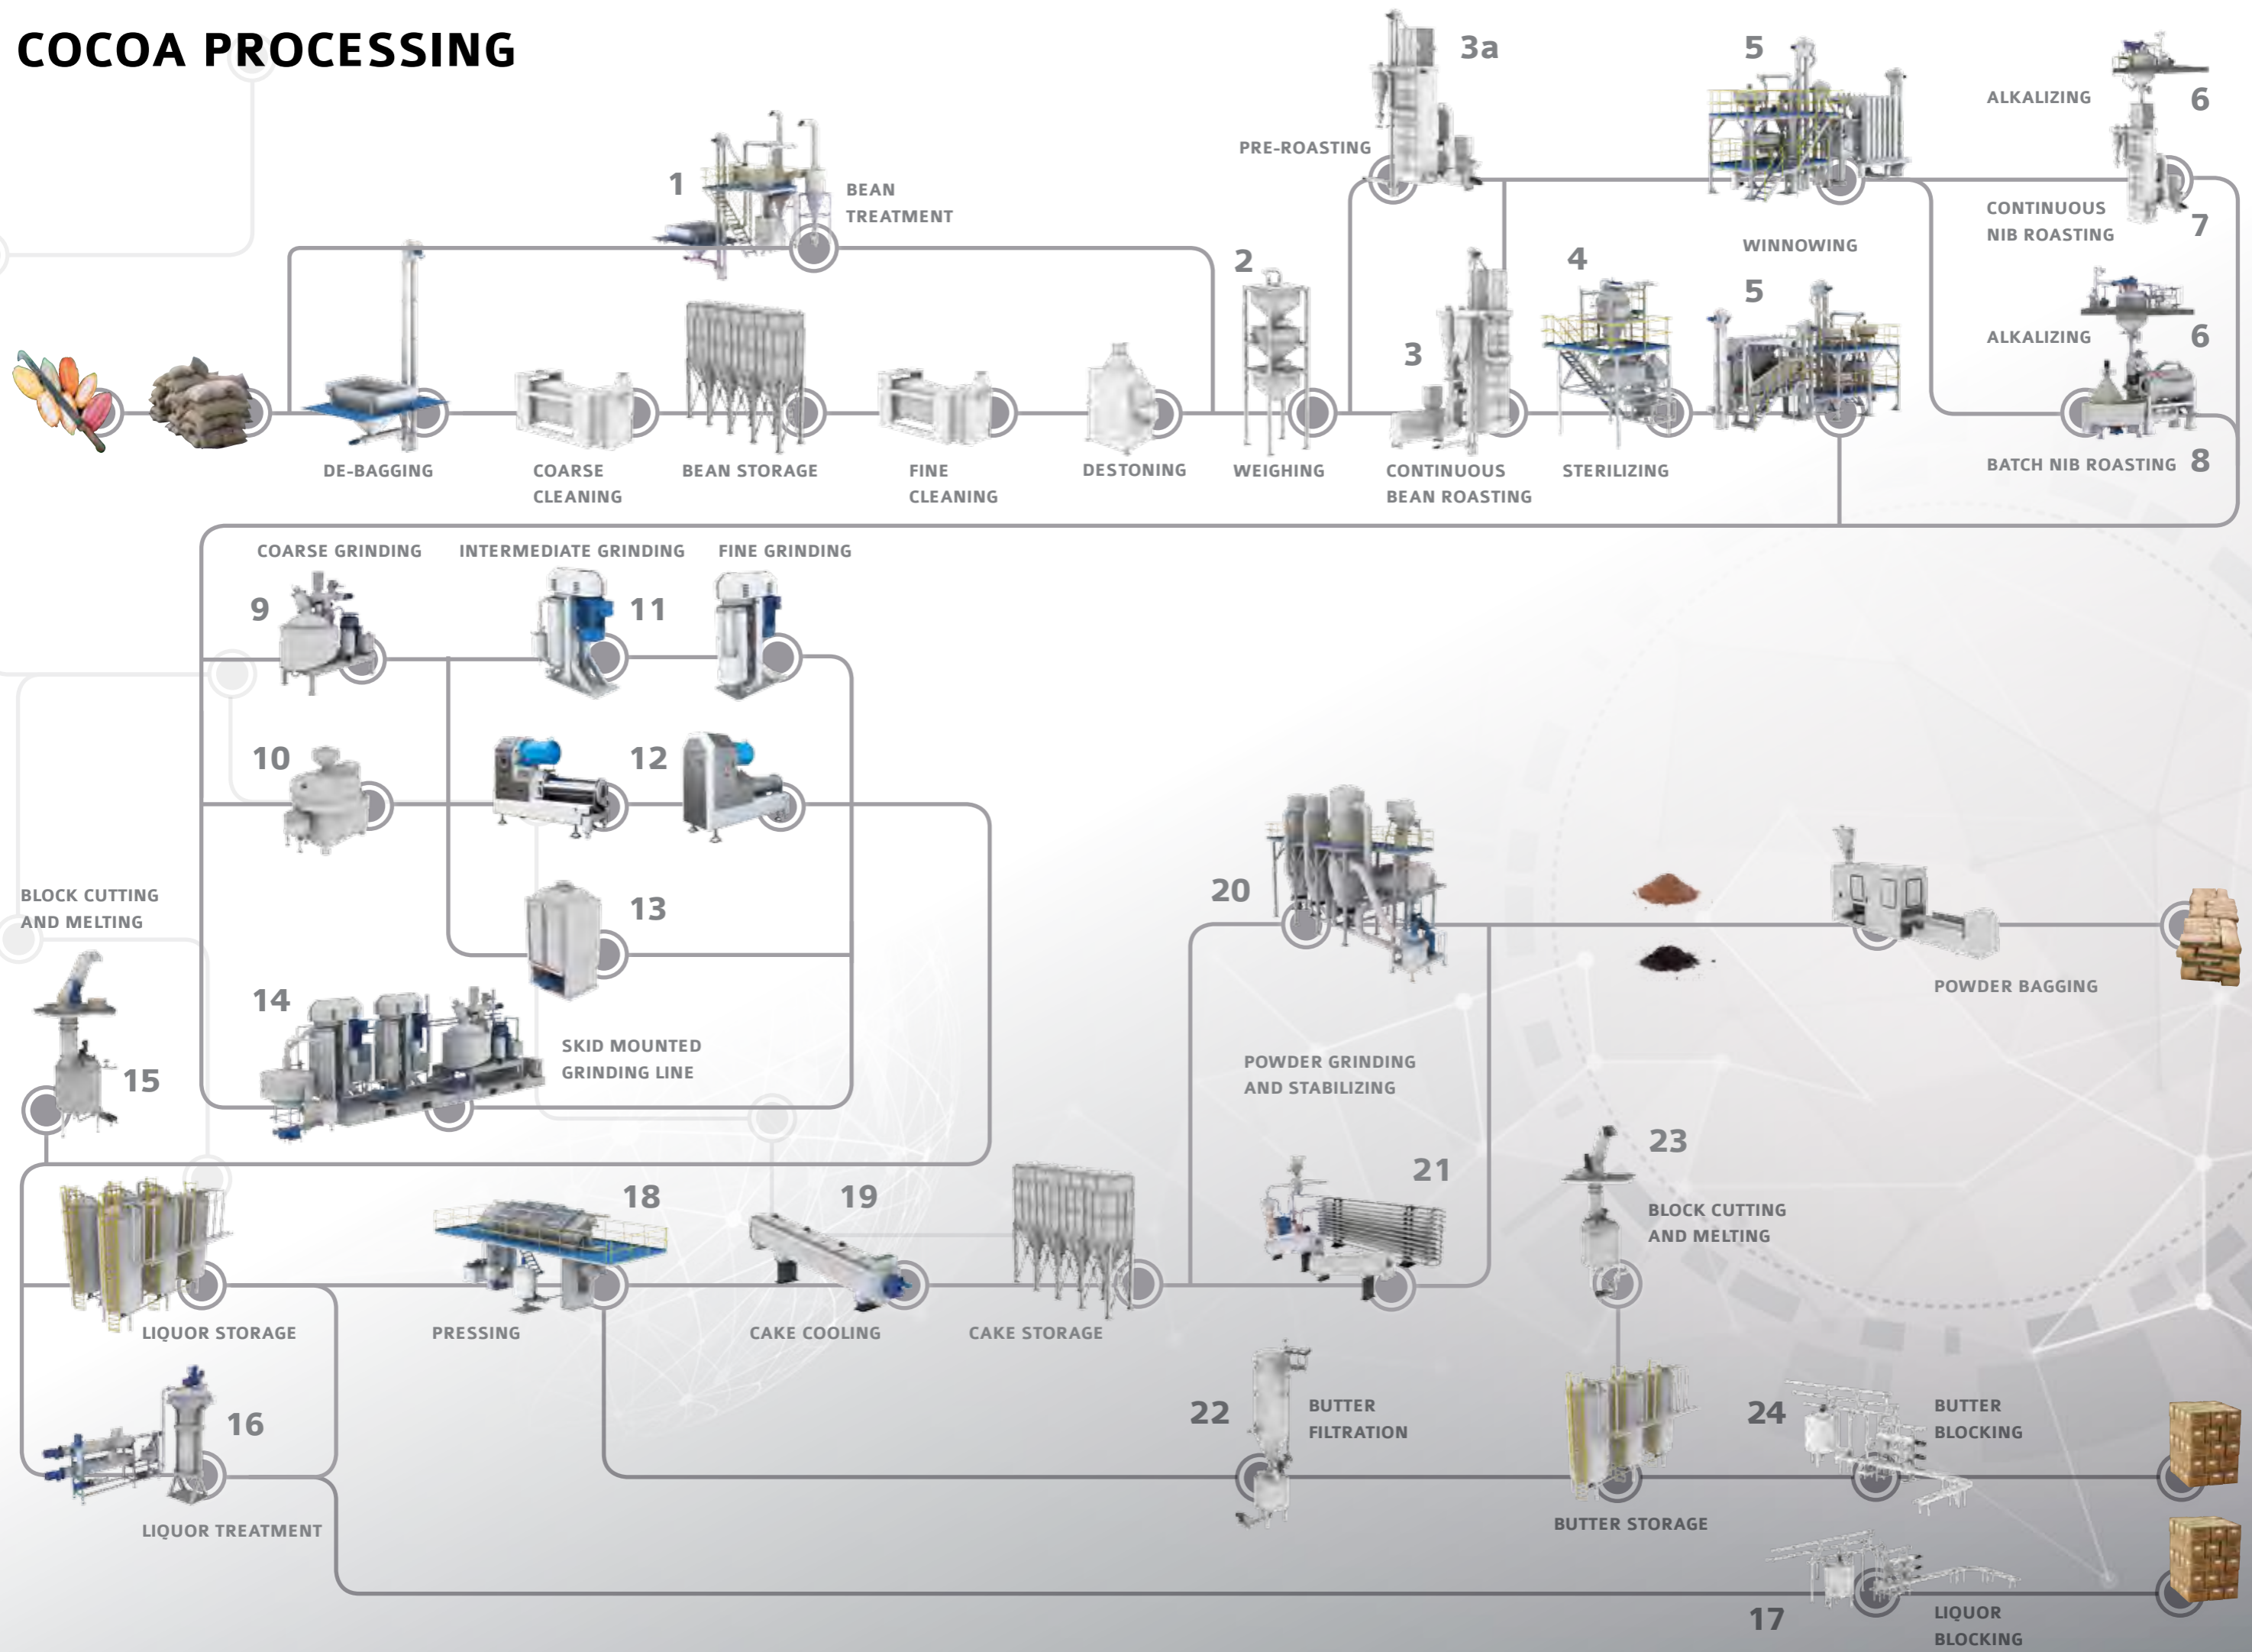 COCOA PROCESSING
3a
5
ALKALIZING
6
PRE-ROASTING
1
BEAN
TREATMENT
CONTINUOUS
NIB ROASTING
7
WINNOWING
2
4
5
3
ALKALIZING
6
DE-BAGGING
COARSE
CLEANING
BEAN STORAGE
FINE
CLEANING
DESTONING
WEIGHING
CONTINUOUS
BEAN ROASTING
STERILIZING
BATCH NIB ROASTING 8
COARSE GRINDING
INTERMEDIATE GRINDING
FINE GRINDING
9
11
10
12
13
14
SKID MOUNTED
GRINDING LINE
BLOCK CUTTING
AND MELTING
15
20
POWDER BAGGING
POWDER GRINDING
AND STABILIZING
21
23
BLOCK CUTTING
AND MELTING
18
19
LIQUOR STORAGE
PRESSING
CAKE COOLING
CAKE STORAGE
16
LIQUOR TREATMENT
22
BUTTER
FILTRATION
24
BUTTER
BLOCKING
BUTTER STORAGE
17
LIQUOR
BLOCKING